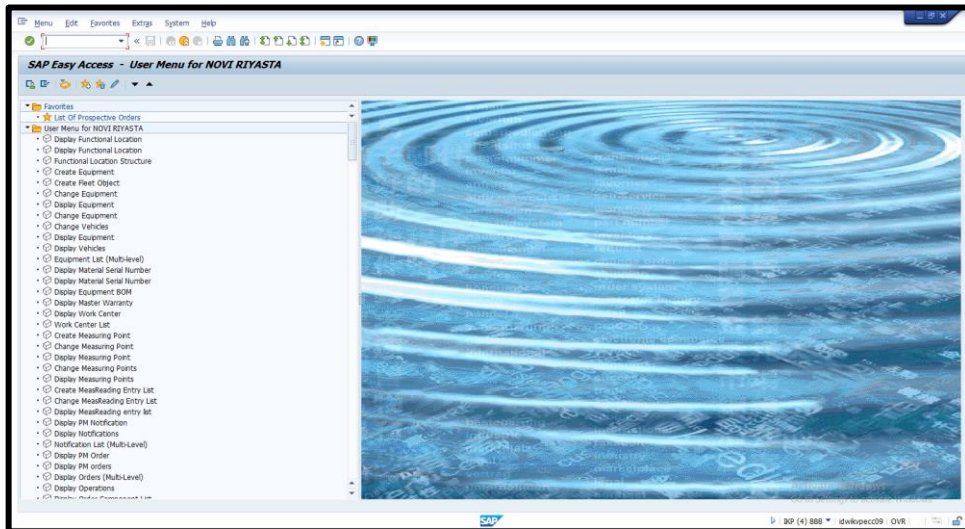 Menu Edit Favorites Extras System Help
SAP Easy Access - User Menu for NOVI RIYASTA
Favorites
List Of Prospective Orders
User Menu for NOVI RIYASTA
Display Functional Location
Display Functional Location
Functional Location Structure
Create Equipment
Create Fleet Object
Change Equipment
Display Equipment
Change Equipment
Change Vehicles
Display Equipment
Display Vehicles
Equipment List (Multi-level)
Display Material Serial Number
Display Material Serial Number
Display Equipment BOM
Display Master Warranty
Display Work Center
Work Center List
Create Measuring Point
Change Measuring Point
Display Measuring Point
Change Measuring Points
Display Measuring Points
Create MeasReading Entry List
Change MeasReading Entry List
Display MeasReading entry list
Display PM Notification
Display Notifications
Notification List (Multi-Level)
Display PM Order
Display PM orders
Display Orders (Multi-Level)
Display Operations
Display Order Component List
SAP
IKP (4) 888 idwikvpecc09 OVR